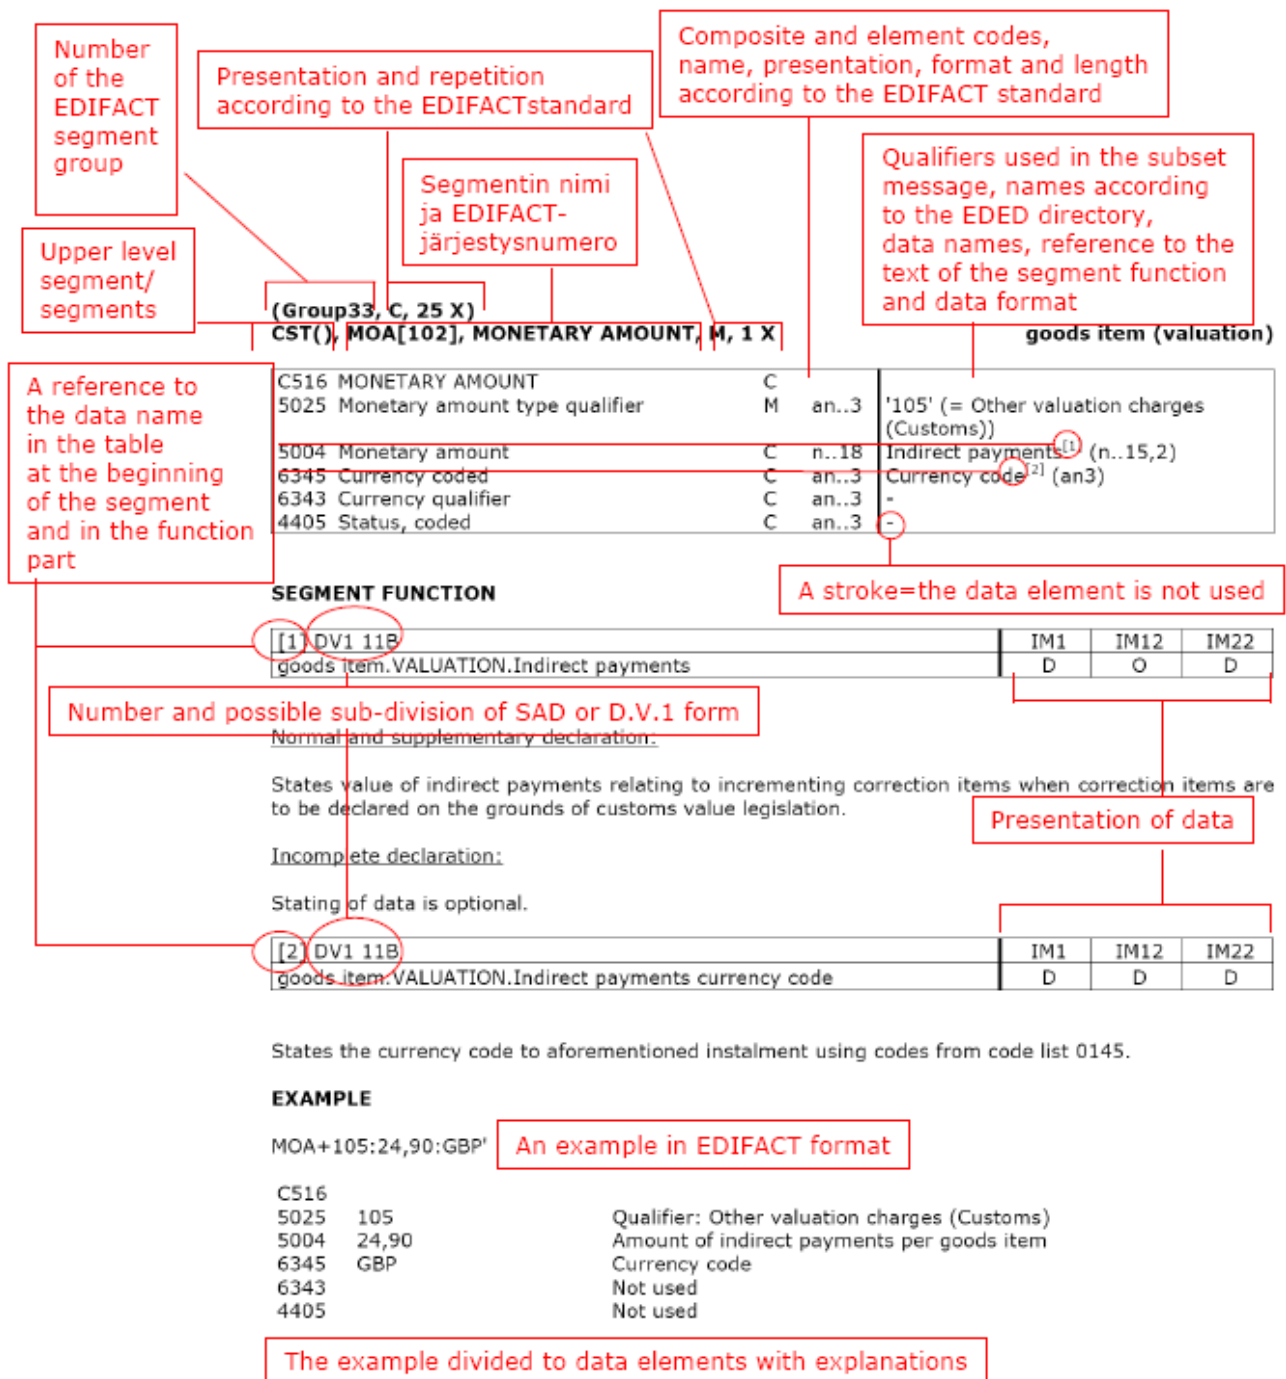 Number
of the
EDIFACT
segment
group
Presentation and repetition
according to the EDIFACTstandard
Composite and element codes,
name, presentation, format and length
according to the EDIFACT standard
Segmentin nimi
ja EDIFACT-
järjestysnumero
Qualifiers used in the subset
message, names according
to the EDED directory,
data names, reference to the
text of the segment function
and data format
Upper level
segment/
segments
(Group33, C, 25 X)
CST(), MOA[102], MONETARY AMOUNT, M, 1 X goods item (valuation)
A reference to
the data name
in the table
at the beginning
of the segment
and in the function
part
C516 MONETARY AMOUNT C
5025 Monetary amount type qualifier M an..3 '105' (= Other valuation charges
(Customs))
5004 Monetary amount C n..18 Indirect payments[1] (n..15,2)
6345 Currency coded C an..3 Currency code[2] (an3)
6343 Currency qualifier C an..3 -
4405 Status, coded C an..3 -
A stroke=the data element is not used
SEGMENT FUNCTION
[1] DV1 11B IM1 IM12 IM22
goods item.VALUATION.Indirect payments D O D
Number and possible sub-division of SAD or D.V.1 form
Normal and supplementary declaration:
States value of indirect payments relating to incrementing correction items when correction items are
to be declared on the grounds of customs value legislation.
Presentation of data
Incomplete declaration:
Stating of data is optional.
[2] DV1 11B IM1 IM12 IM22
goods item.VALUATION.Indirect payments currency code D D D
States the currency code to aforementioned instalment using codes from code list 0145.
EXAMPLE
MOA+105:24,90:GBP'
An example in EDIFACT format
C516
5025 105 Qualifier: Other valuation charges (Customs)
5004 24,90 Amount of indirect payments per goods item
6345 GBP Currency code
6343 Not used
4405 Not used
The example divided to data elements with explanations